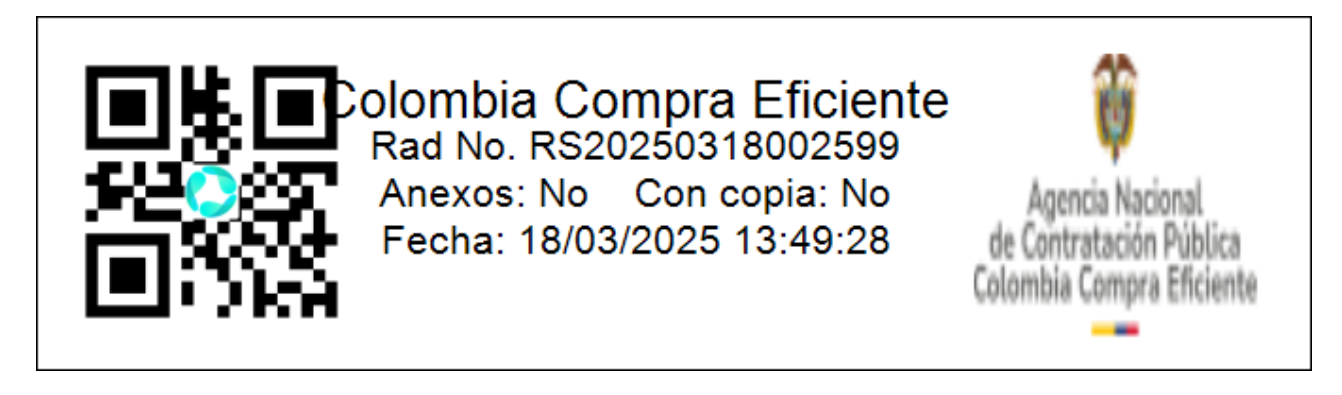 Colombia Compra Eficiente
Rad No. RS20250318002599
Anexos: No Con copia: No
Fecha: 18/03/2025 13:49:28
Agencia Nacional
de Contratación Pública
Colombia Compra Eficiente